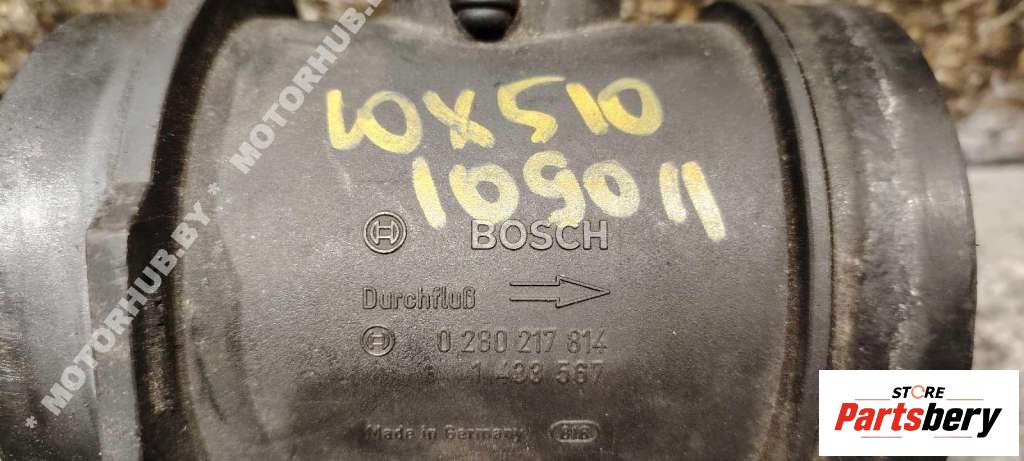 * MOTORHUB.BY * MOTORHUB.BY *
10X510
105011
BOSCH
Durchfluß
0 280 217 814
1 433 567
Made in Germany
STORE
Partsbery